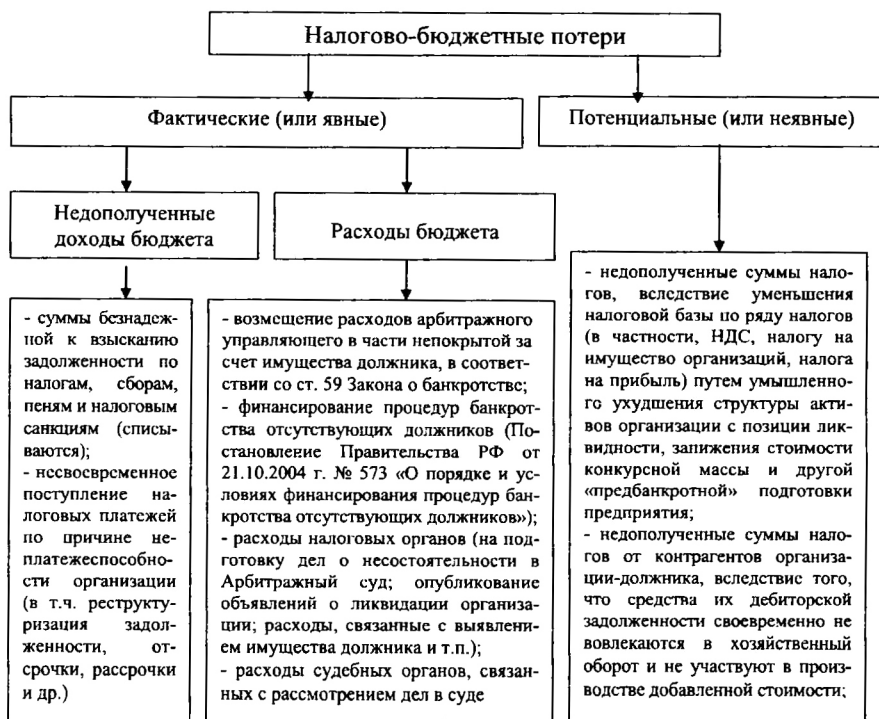 Налогово-бюджетные потери
Фактические (или явные)
Потенциальные (или неявные)
Недополученные
доходы бюджета
Расходы бюджета
- суммы безнадеж-
ной к взысканию
задолженности по
налогам, сборам,
пеням и налоговым
санкциям (списы-
ваются);
- несвоевременное
поступление на-
логовых платежей
по причине не-
платежеспособно-
сти организации
(в т.ч. реструкту-
ризация задол-
женности, от-
срочки, рассрочки
и др.)
- возмещение расходов арбитражного
управляющего в части непокрытой за
счет имущества должника, в соответ-
ствии со ст. 59 Закона о банкротстве;
- финансирование процедур банкрот-
ства отсутствующих должников (По-
становление Правительства РФ от
21.10.2004 г. № 573 «О порядке и ус-
ловиях финансирования процедур бан-
кротства отсутствующих должников»);
- расходы налоговых органов (на под-
готовку дел о несостоятельности в
Арбитражный суд; опубликование
объявлений о ликвидации организа-
ции; расходы, связанные с выявлени-
ем имущества должника и т.п.);
- расходы судебных органов, связан-
ных с рассмотрением дел в суде
- недополученные суммы нало-
гов, вследствие уменьшения
налоговой базы по ряду налогов
(в частности, НДС, налогу на
имущество организаций, налога
на прибыль) путем умышленного
ухудшения структуры акти-
вов организации с позиции лик-
видности, занижения стоимости
конкурсной массы и другой
«предбанкротной» подготовки
предприятия;
- недополученные суммы нало-
гов от контрагентов организа-
ции-должника, вследствие того,
что средства их дебиторской
задолженности своевременно не
вовлекаются в хозяйственный
оборот и не участвуют в произ-
водстве добавленной стоимости;